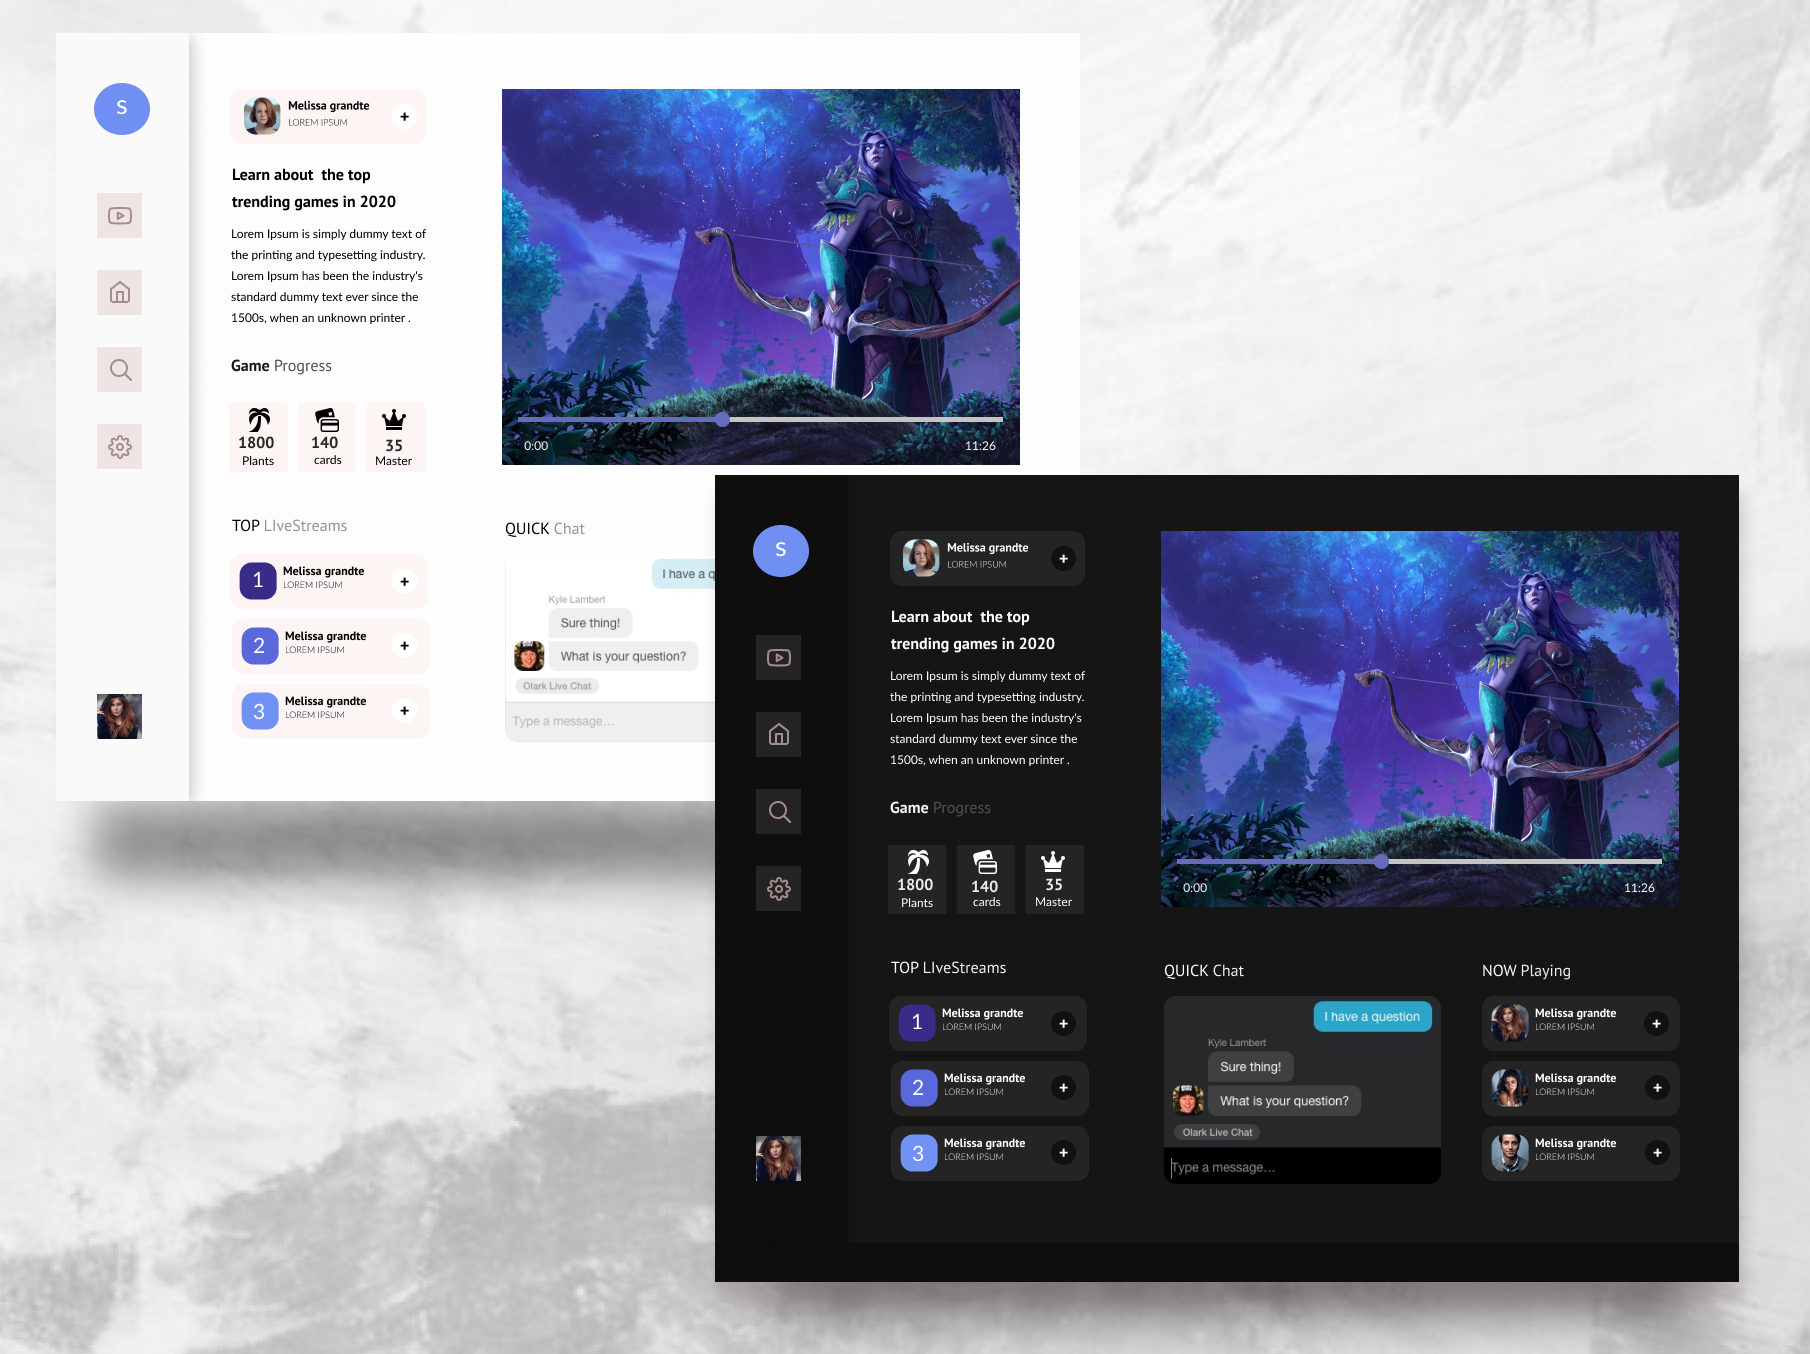 S
Melissa grandte
LOREM IPSUM
+
Learn about  the top
trending games in 2020
Lorem Ipsum is simply dummy text of
the printing and typesetting industry.
Lorem Ipsum has been the industry's
standard dummy text ever since the
1500s, when an unknown printer .
Game Progress
1800
Plants
140
cards
35
Master
0:00
11:26
TOP LIveStreams
1
Melissa grandte
LOREM IPSUM
+
2
Melissa grandte
LOREM IPSUM
+
3
Melissa grandte
LOREM IPSUM
+
QUICK Chat
I have a q
Kyle Lambert
Sure thing!
What is your question?
Olark Live Chat
Type a message...
S
Melissa grandte
LOREM IPSUM
+
Learn about  the top
trending games in 2020
Lorem Ipsum is simply dummy text of
the printing and typesetting industry.
Lorem Ipsum has been the industry's
standard dummy text ever since the
1500s, when an unknown printer .
Game Progress
1800
Plants
140
cards
35
Master
0:00
11:26
TOP LIveStreams
1
Melissa grandte
LOREM IPSUM
+
2
Melissa grandte
LOREM IPSUM
+
3
Melissa grandte
LOREM IPSUM
+
QUICK Chat
I have a question
Kyle Lambert
Sure thing!
What is your question?
Olark Live Chat
Type a message...
NOW Playing
Melissa grandte
LOREM IPSUM
+
Melissa grandte
LOREM IPSUM
+
Melissa grandte
LOREM IPSUM
+